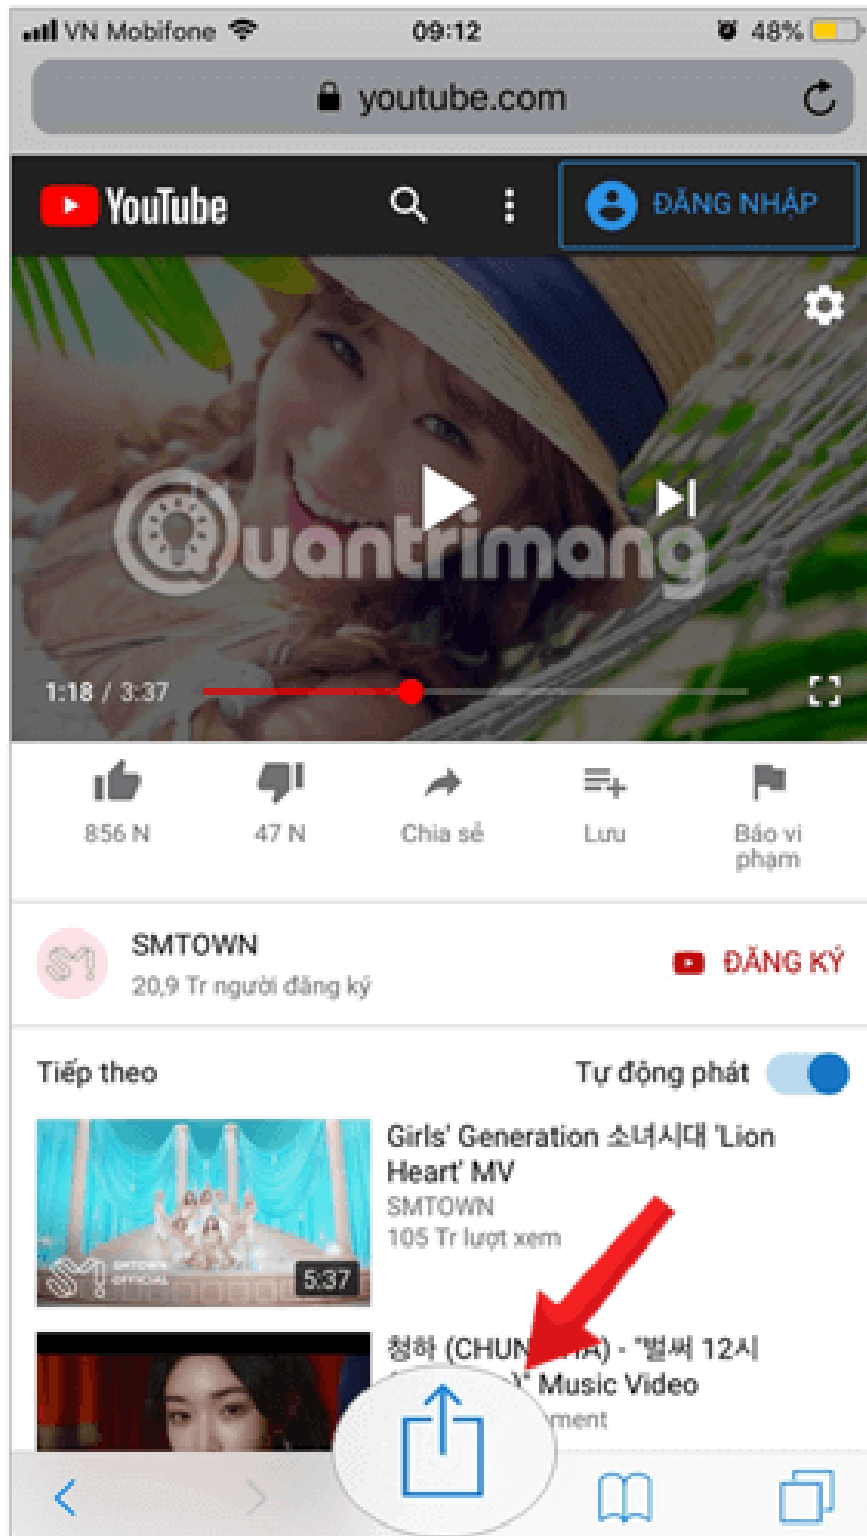 VN Mobifone 09:12 48%
youtube.com
YouTube ĐĂNG NHẬP
Quantrimang
1:18 / 3:37
856 N 47 N Chia sẻ Lưu Báo vi phạm
SMTOWN
20,9 Tr người đăng ký
ĐĂNG KÝ
Tiếp theo Tự động phát
Girls' Generation 소녀시대 'Lion
Heart' MV
SMTOWN
105 Tr lượt xem
SMTOWN
OFFICIAL
5:37
청하 (CHUN HA) - "벌써 12시
)" Music Video
ment